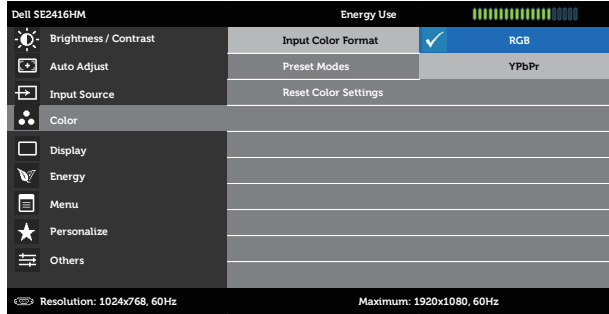 Dell SE2416HM Energy Use
Brightness / Contrast Input Color Format RGB
Auto Adjust Preset Modes YPbPr
Input Source Reset Color Settings
Color
Display
Energy
Menu
Personalize
Others
Resolution: 1024x768, 60Hz Maximum: 1920x1080, 60Hz